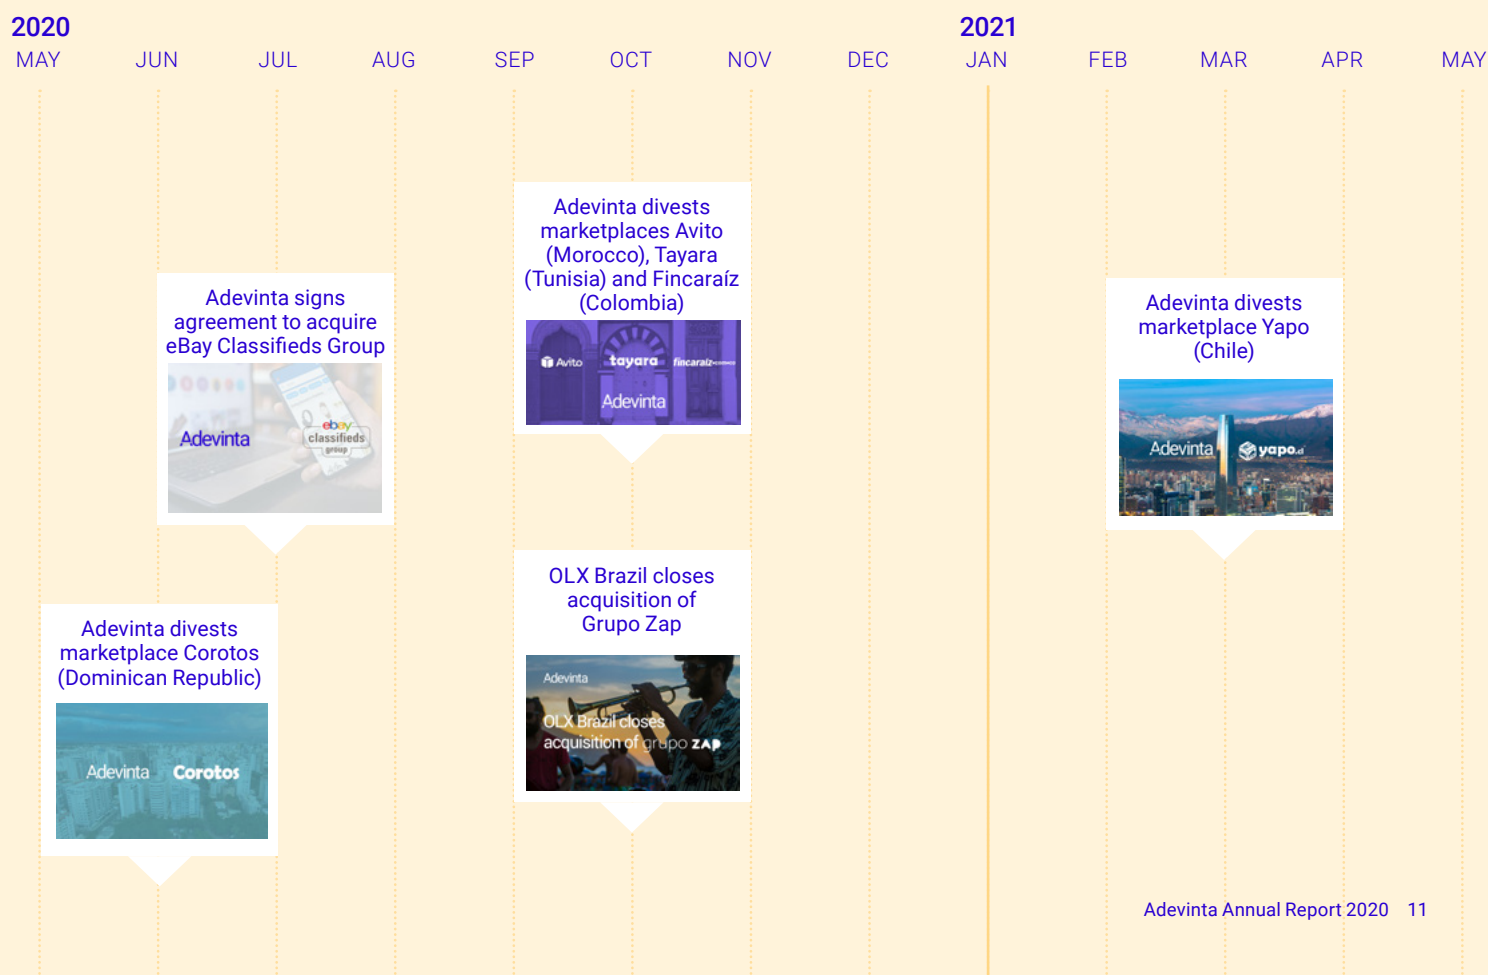 2020
2021
MAY JUN JUL AUG SEP OCT NOV DEC JAN FEB MAR APR MAY
Adevinta divests
marketplaces Avito
(Morocco), Tayara
(Tunisia) and Fincaraíz
(Colombia)
Avito
tayara
fincaraíz
Adevinta
Adevinta signs
agreement to acquire
eBay Classifieds Group
Adevinta
ebay
classifieds
group
Adevinta divests
marketplace Yapo
(Chile)
Adevinta
yapo.cl
OLX Brazil closes
acquisition of
Grupo Zap
Adevinta
OLX Brazil closes
acquisition of grupo ZAP
Adevinta divests
marketplace Corotos
(Dominican Republic)
Adevinta Corotos
Adevinta Annual Report 2020 11